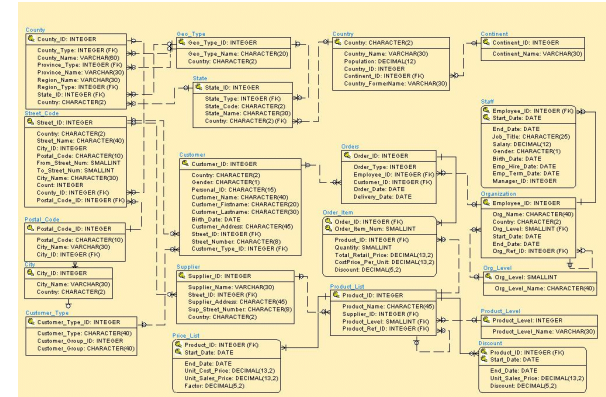 County
County_ID: INTEGER
County_Type: INTEGER (FK)
County_Name: VARCHAR(60)
Province_Type: INTEGER (FK)
Province_Name: VARCHAR(30)
Region_Name: VARCHAR(30)
Region_Type: INTEGER (FK)
State_ID: INTEGER (FK)
Country: CHARACTER(2)
Geo_Type
Geo_Type_ID: INTEGER
Geo_Type_Name: CHARACTER(20)
Country: CHARACTER(2)
State
State_ID: INTEGER
State_Type: INTEGER (FK)
State_Code: CHARACTER(2)
State_Name: CHARACTER(30)
Country: CHARACTER(2) (FK)
Country
Country: CHARACTER(2)
Country_Name: VARCHAR(30)
Population: DECIMAL(12)
Country_ID: INTEGER
Continent_ID: INTEGER (FK)
Country_FormerName: VARCHAR(30)
Continent
Continent_ID: INTEGER
Continent_Name: VARCHAR(30)
Street_Code
Street_ID: INTEGER
Country: CHARACTER(2)
Street_Name: CHARACTER(40)
City_ID: INTEGER
Postal_Code: CHARACTER(10)
From_Street_Num: SMALLINT
To_Street_Num: SMALLINT
City_Name: CHARACTER(30)
Count: INTEGER
County_ID: INTEGER (FK)
Postal_Code_ID: INTEGER (FK)
Customer
Customer_ID: INTEGER
Country: CHARACTER(2)
Gender: CHARACTER(1)
Personal_ID: CHARACTER(15)
Customer_Name: CHARACTER(40)
Customer_Firstname: CHARACTER(20)
Customer_Lastname: CHARACTER(30)
Birth_Date: DATE
Customer_Address: CHARACTER(45)
Street_ID: INTEGER (FK)
Street_Number: CHARACTER(8)
Customer_Type_ID: INTEGER (FK)
Orders
Order_ID: INTEGER
Order_Type: INTEGER
Employee_ID: INTEGER (FK)
Customer_ID: INTEGER (FK)
Order_Date: DATE
Delivery_Date: DATE
Staff
Employee_ID: INTEGER (FK)
Start_Date: DATE
End_Date: DATE
Job_Title: CHARACTER(25)
Salary: DECIMAL(12)
Gender: CHARACTER(1)
Birth_Date: DATE
Emp_Hire_Date: DATE
Emp_Term_Date: DATE
Manager_ID: INTEGER
Postal_Code
Postal_Code_ID: INTEGER
Postal_Code: CHARACTER(10)
City_Name: VARCHAR(30)
City_ID: INTEGER (FK)
Order_Item
Order_ID: INTEGER (FK)
Order_Item_Num: SMALLINT
Product_ID: INTEGER (FK)
Quantity: SMALLINT
Total_Retail_Price: DECIMAL(13,2)
CostPrice_Per_Unit: DECIMAL(13,2)
Discount: DECIMAL(5,2)
Organization
Employee_ID: INTEGER
Org_Name: CHARACTER(40)
Country: CHARACTER(2)
Org_Level: SMALLINT (FK)
Start_Date: DATE
End_Date: DATE
Org_Ref_ID: INTEGER (FK)
City
City_ID: INTEGER
City_Name: VARCHAR(30)
Country: CHARACTER(2)
Supplier
Supplier_ID: INTEGER
Supplier_Name: VARCHAR(30)
Street_ID: INTEGER (FK)
Supplier_Address: CHARACTER(45)
Sup_Street_Number: CHARACTER(8)
Country: CHARACTER(2)
Product_List
Product_ID: INTEGER
Product_Name: CHARACTER(45)
Supplier_ID: INTEGER (FK)
Product_Level: SMALLINT (FK)
Product_Ref_ID: INTEGER (FK)
Org_Level
Org_Level: SMALLINT
Org_Level_Name: CHARACTER(40)
Customer_Type
Customer_Type_ID: INTEGER
Customer_Type: CHARACTER(40)
Customer_Group_ID: INTEGER
Customer_Group: CHARACTER(40)
Price_List
Product_ID: INTEGER (FK)
Start_Date: DATE
End_Date: DATE
Unit_Cost_Price: DECIMAL(13,2)
Unit_Sales_Price: DECIMAL(13,2)
Factor: DECIMAL(5,2)
Product_Level
Product_Level: INTEGER
Product_Level_Name: VARCHAR(30)
Discount
Product_ID: INTEGER (FK)
Start_Date: DATE
End_Date: DATE
Unit_Sales_Price: DECIMAL(13,2)
Discount: DECIMAL(5,2)